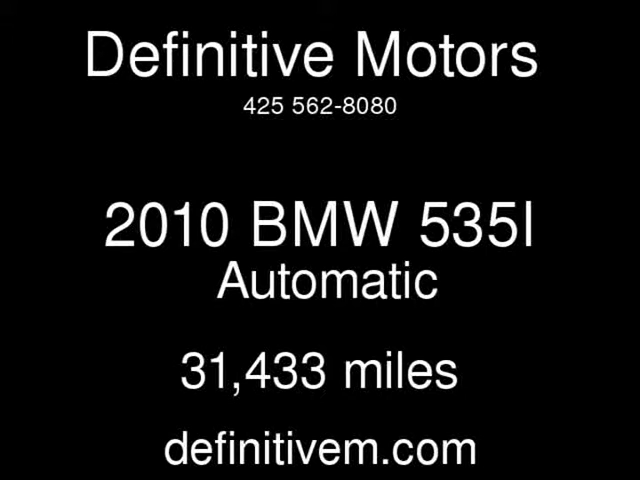 Definitive Motors
425 562-8080
2010 BMW 535I
Automatic
31,433 miles
definitivem.com